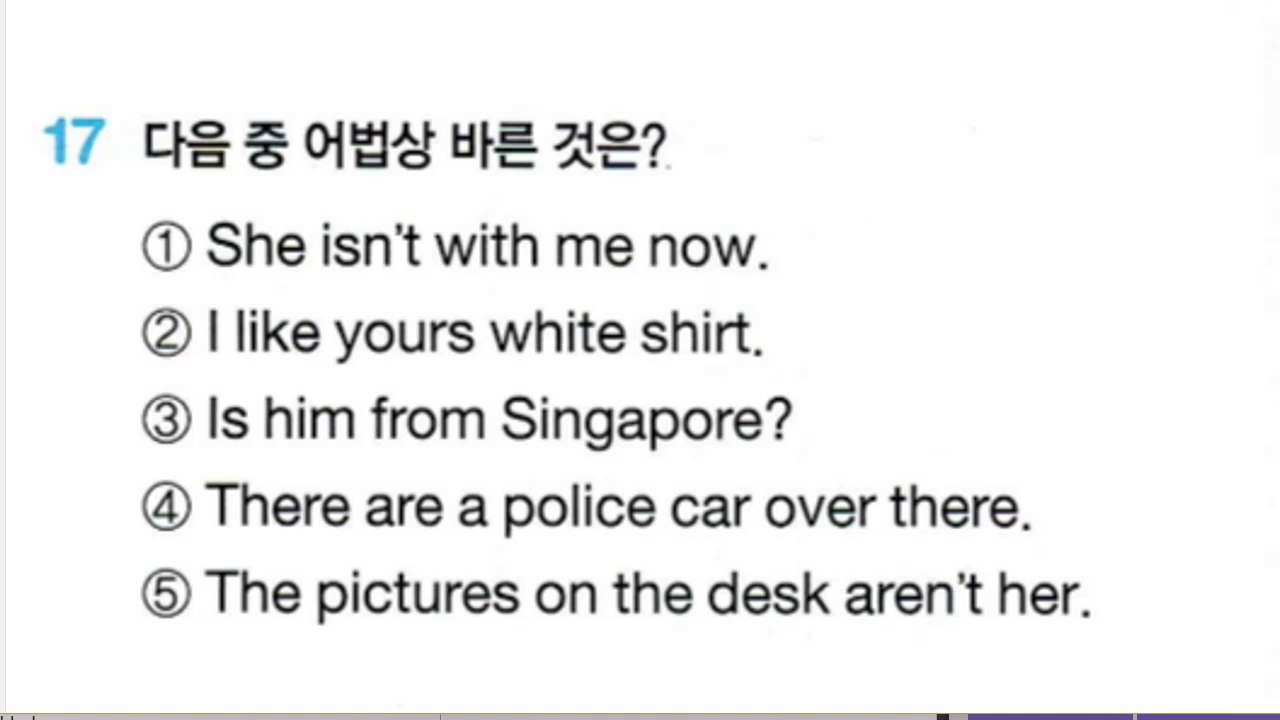 17 다음 중 어법상 바른 것은?
① She isn't with me now.
② I like yours white shirt.
③ Is him from Singapore?
④ There are a police car over there.
⑤ The pictures on the desk aren't her.